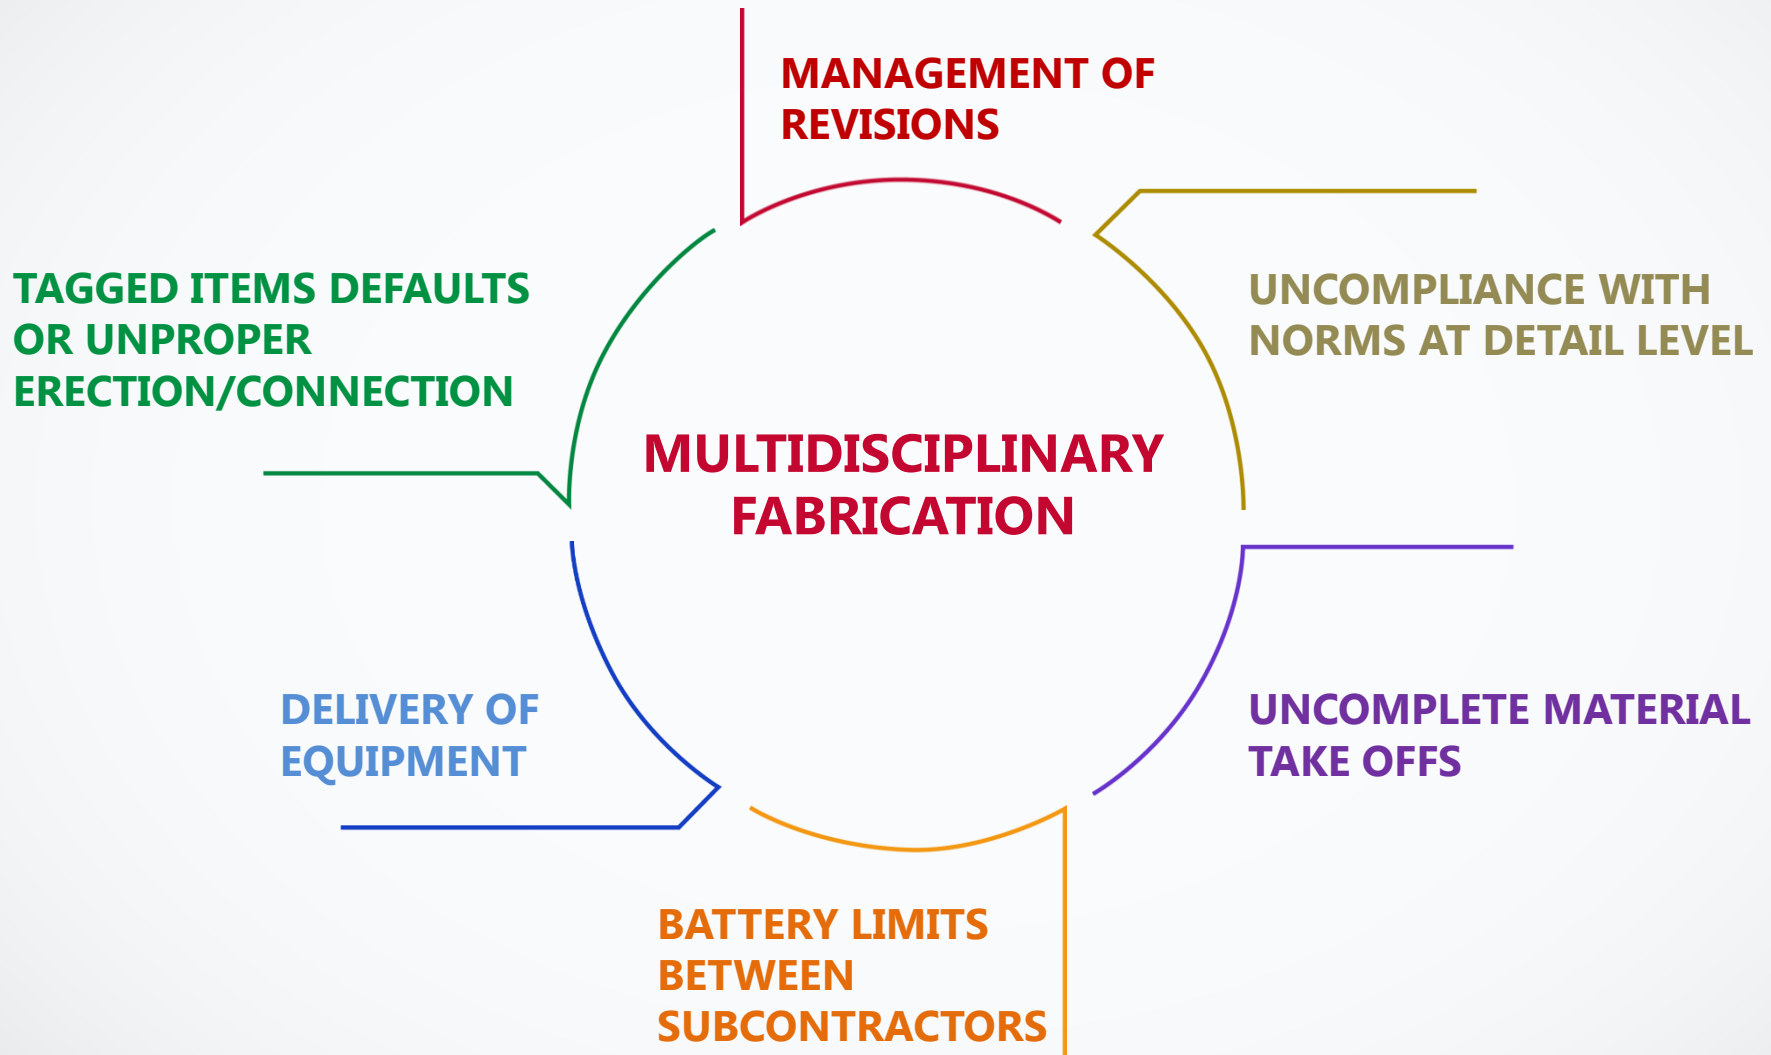 MANAGEMENT OF
REVISIONS
UNCOMPLIANCE WITH
NORMS AT DETAIL LEVEL
TAGGED ITEMS DEFAULTS
OR UNPROPER
ERECTION/CONNECTION
MULTIDISCIPLINARY
FABRICATION
DELIVERY OF
EQUIPMENT
UNCOMPLETE MATERIAL
TAKE OFFS
BATTERY LIMITS
BETWEEN
SUBCONTRACTORS